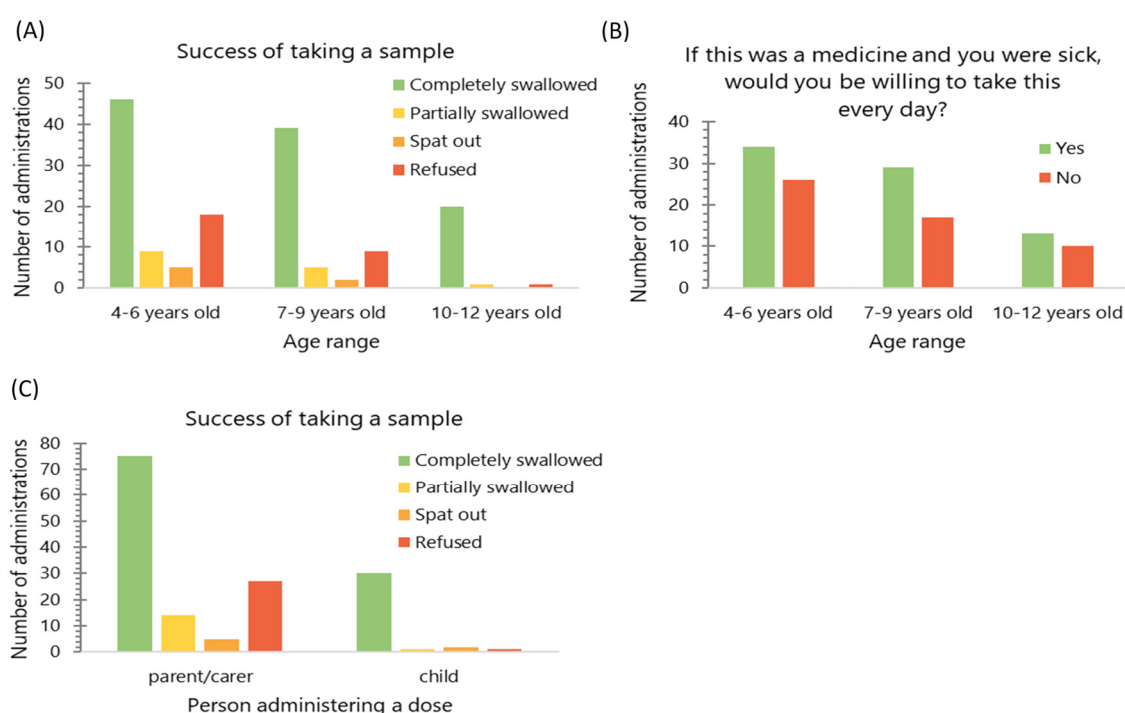 (A)
Success of taking a sample
Number of administrations
50
40
30
20
10
0
Completely swallowed
Partially swallowed
Spat out
Refused
4-6 years old
7-9 years old
10-12 years old
Age range
(B)
If this was a medicine and you were sick,
would you be willing to take this
every day?
Number of administrations
40
30
20
10
0
Yes
No
4-6 years old
7-9 years old
10-12 years old
Age range
(C)
Success of taking a sample
Number of administrations
80
70
60
50
40
30
20
10
0
Completely swallowed
Partially swallowed
Spat out
Refused
parent/carer
child
Person administering a dose